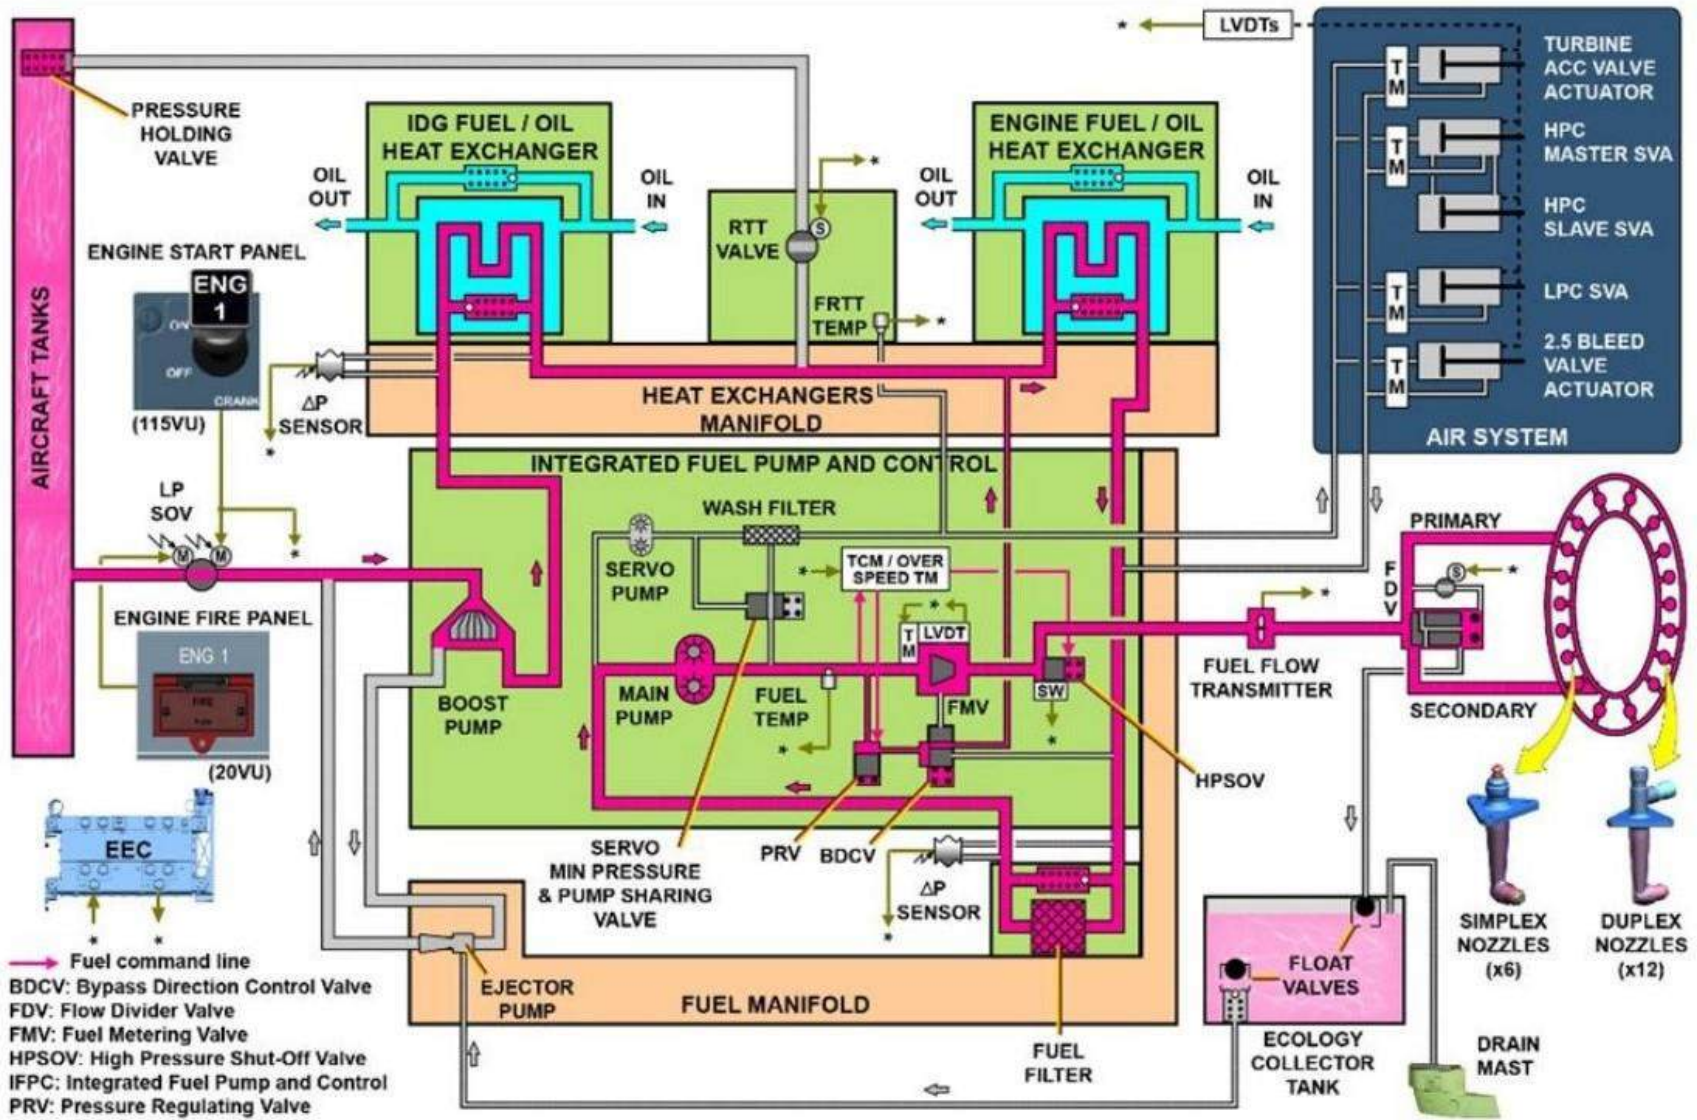 LVDTs
TURBINE
ACC VALVE
ACTUATOR
HPC
MASTER SVA
HPC
SLAVE SVA
LPC SVA
2.5 BLEED
VALVE
ACTUATOR
AIR SYSTEM
TM
TM
TM
TM
PRESSURE
HOLDING
VALVE
AIRCRAFT TANKS
IDG FUEL / OIL
HEAT EXCHANGER
OIL
OUT
OIL
IN
ENGINE FUEL / OIL
HEAT EXCHANGER
OIL
OUT
OIL
IN
RTT
VALVE
S
FRTT
TEMP
ENGINE START PANEL
ENG
1
ON
OFF
CRANK
(115VU)
ΔP
SENSOR
HEAT EXCHANGERS
MANIFOLD
INTEGRATED FUEL PUMP AND CONTROL
LP
SOV
M
M
WASH FILTER
SERVO
PUMP
TCM / OVER
SPEED TM
TM
LVDT
MAIN
PUMP
FUEL
TEMP
FMV
SW
BOOST
PUMP
ENGINE FIRE PANEL
ENG 1
FIRE
(20VU)
PRIMARY
FDV
S
FUEL FLOW
TRANSMITTER
SECONDARY
HPSOV
PRV
BDCV
SERVO
MIN PRESSURE
& PUMP SHARING
VALVE
ΔP
SENSOR
EEC
EJECTOR
PUMP
FUEL MANIFOLD
FUEL
FILTER
FLOAT
VALVES
ECOLOGY
COLLECTOR
TANK
DRAIN
MAST
SIMPLEX
NOZZLES
(x6)
DUPLEX
NOZZLES
(x12)
Fuel command line
BDCV: Bypass Direction Control Valve
FDV: Flow Divider Valve
FMV: Fuel Metering Valve
HPSOV: High Pressure Shut-Off Valve
IFPC: Integrated Fuel Pump and Control
PRV: Pressure Regulating Valve